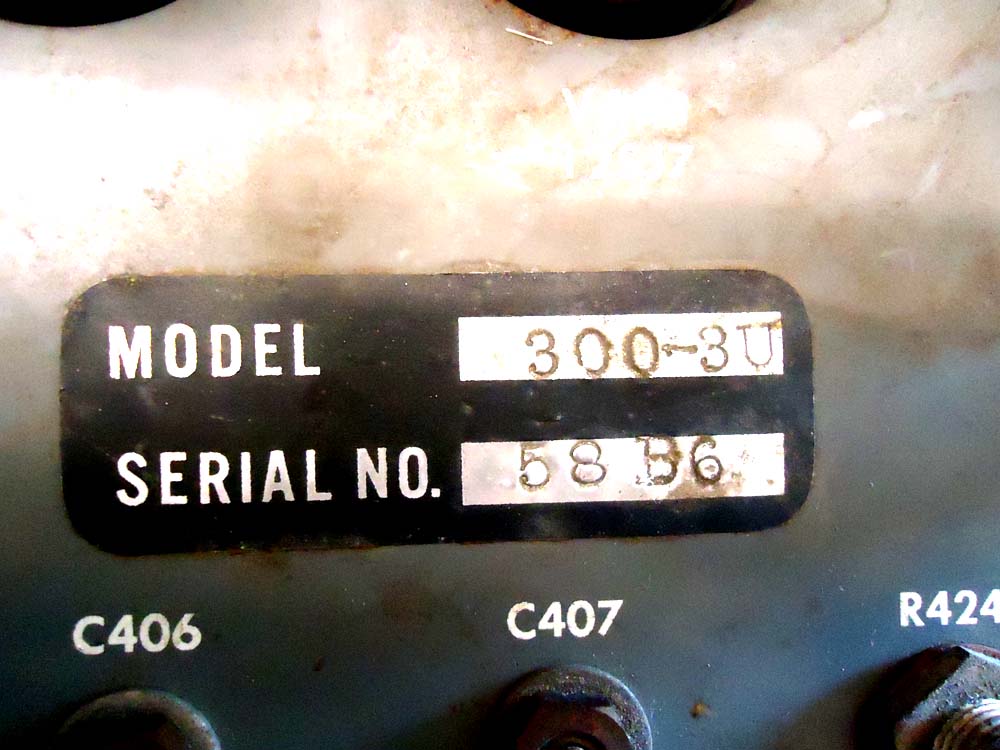 MODEL 300-3U
SERIAL NO. 58 B6
C406 C407 R424